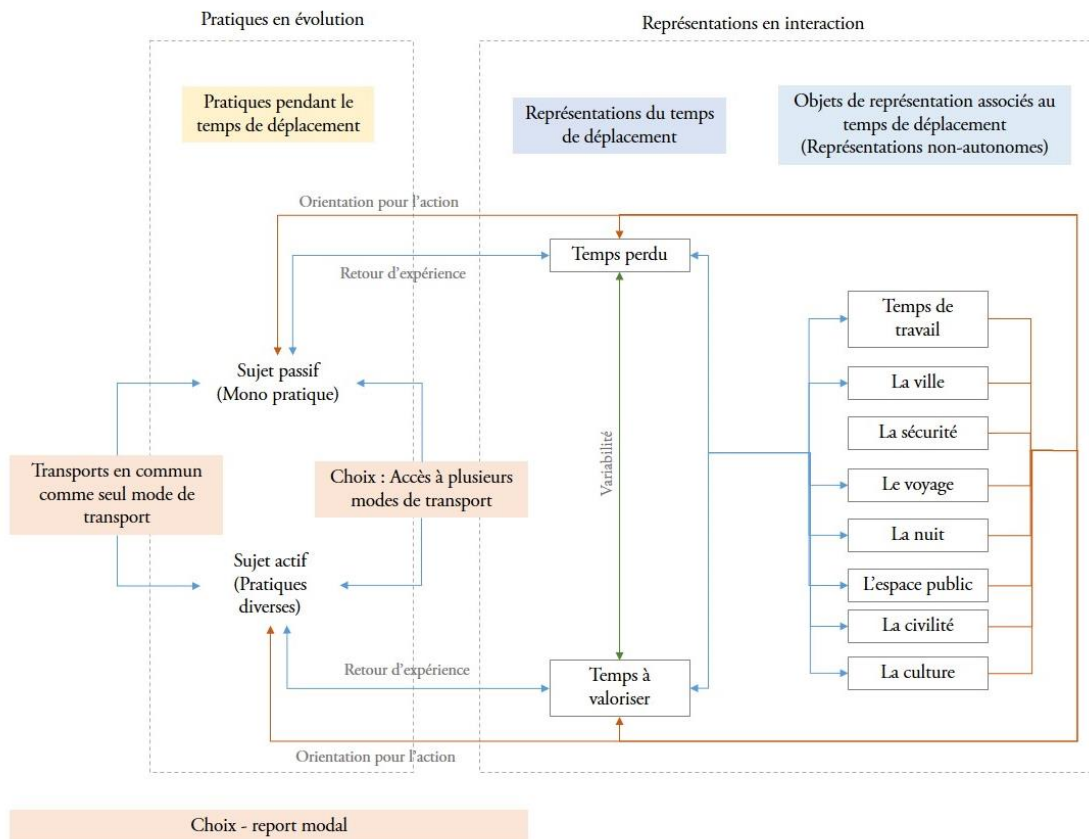 Pratiques en évolution
Représentations en interaction
Pratiques pendant le
temps de déplacement
Représentations du temps
de déplacement
Objets de représentation associés au
temps de déplacement
(Représentations non-autonomes)
Orientation pour l'action
Temps perdu
Retour d'expérience
Temps de
travail
Sujet passif
(Mono pratique)
La ville
La sécurité
Transports en commun
comme seul mode de
transport
Choix : Accès à plusieurs
modes de transport
Variabilité
Le voyage
La nuit
Sujet actif
(Pratiques
diverses)
L'espace public
La civilité
Retour d'expérience
Temps à
valoriser
La culture
Orientation pour l'action
Choix - report modal